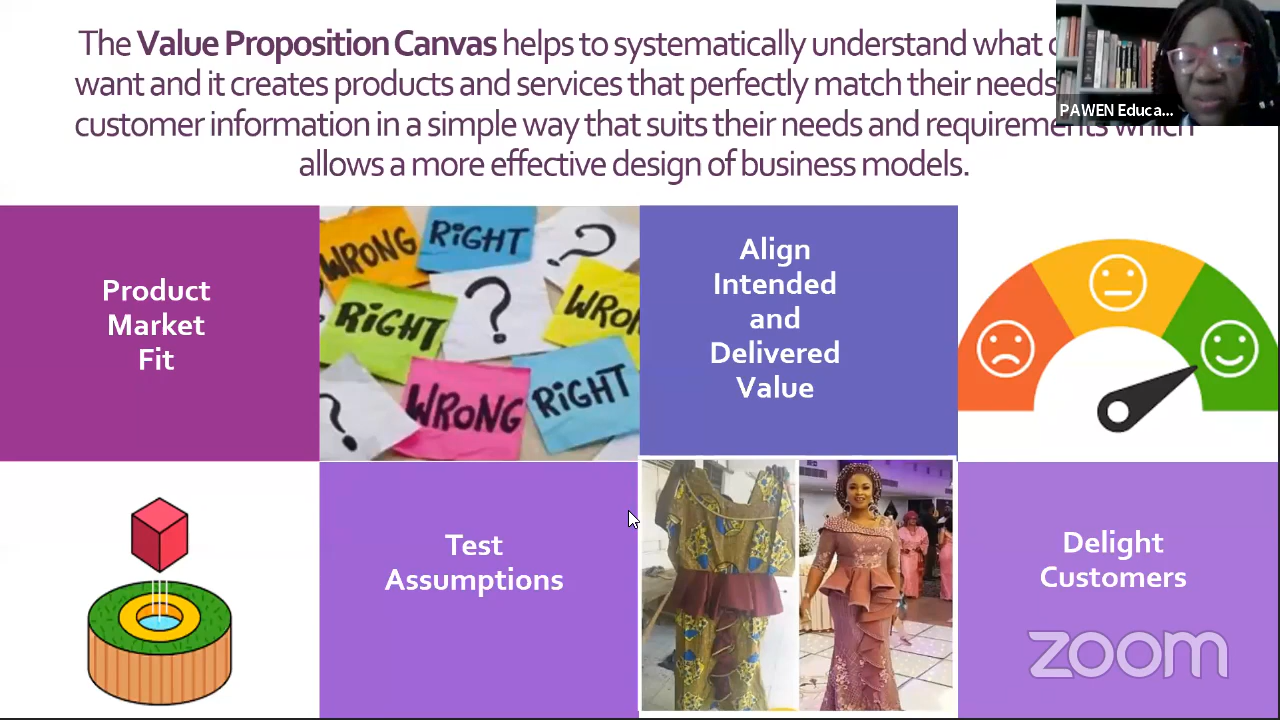 The Value Proposition Canvas helps to systematically understand what
want and it creates products and services that perfectly match their needs
customer information in a simple way that suits their needs and requirements which
allows a more effective design of business models.
PAWEN Educa...
Product
Market
Fit
WRONG
RIGHT
?
RIGHT
?
WRON
?
WRONG
RIGHT
Align
Intended
and
Delivered
Value
Test
Assumptions
Delight
Customers
zoom